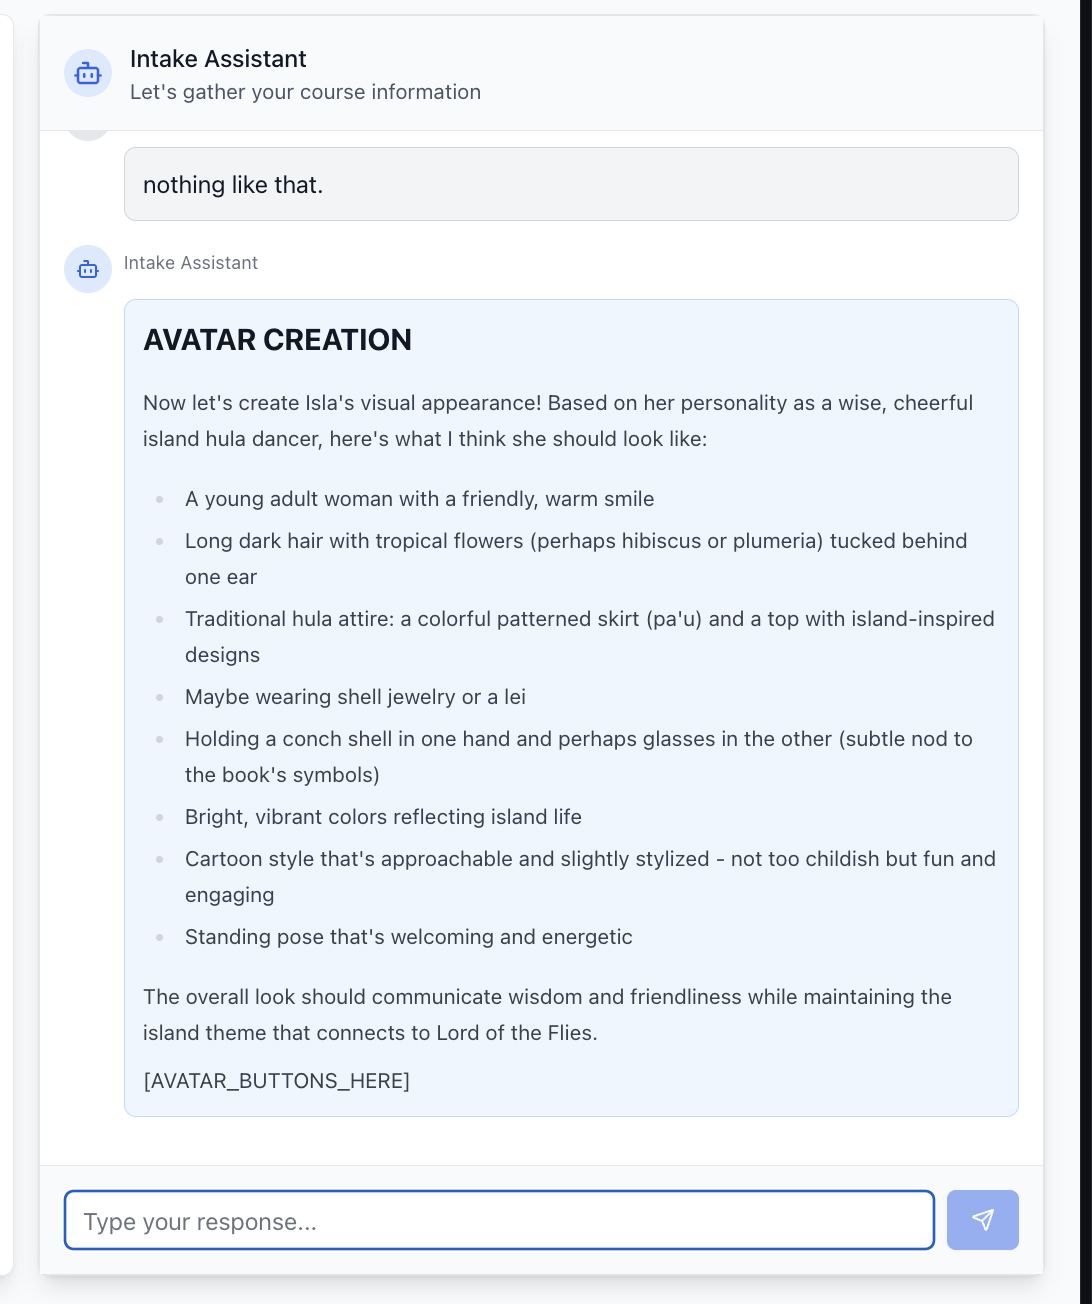 Intake Assistant
Let's gather your course information
nothing like that.
Intake Assistant
AVATAR CREATION
Now let's create Isla's visual appearance! Based on her personality as a wise, cheerful
island hula dancer, here's what I think she should look like:
A young adult woman with a friendly, warm smile
Long dark hair with tropical flowers (perhaps hibiscus or plumeria) tucked behind
one ear
Traditional hula attire: a colorful patterned skirt (pa'u) and a top with island-inspired
designs
Maybe wearing shell jewelry or a lei
Holding a conch shell in one hand and perhaps glasses in the other (subtle nod to
the book's symbols)
Bright, vibrant colors reflecting island life
Cartoon style that's approachable and slightly stylized - not too childish but fun and
engaging
Standing pose that's welcoming and energetic
The overall look should communicate wisdom and friendliness while maintaining the
island theme that connects to Lord of the Flies.
[AVATAR_BUTTONS_HERE]
Type your response...